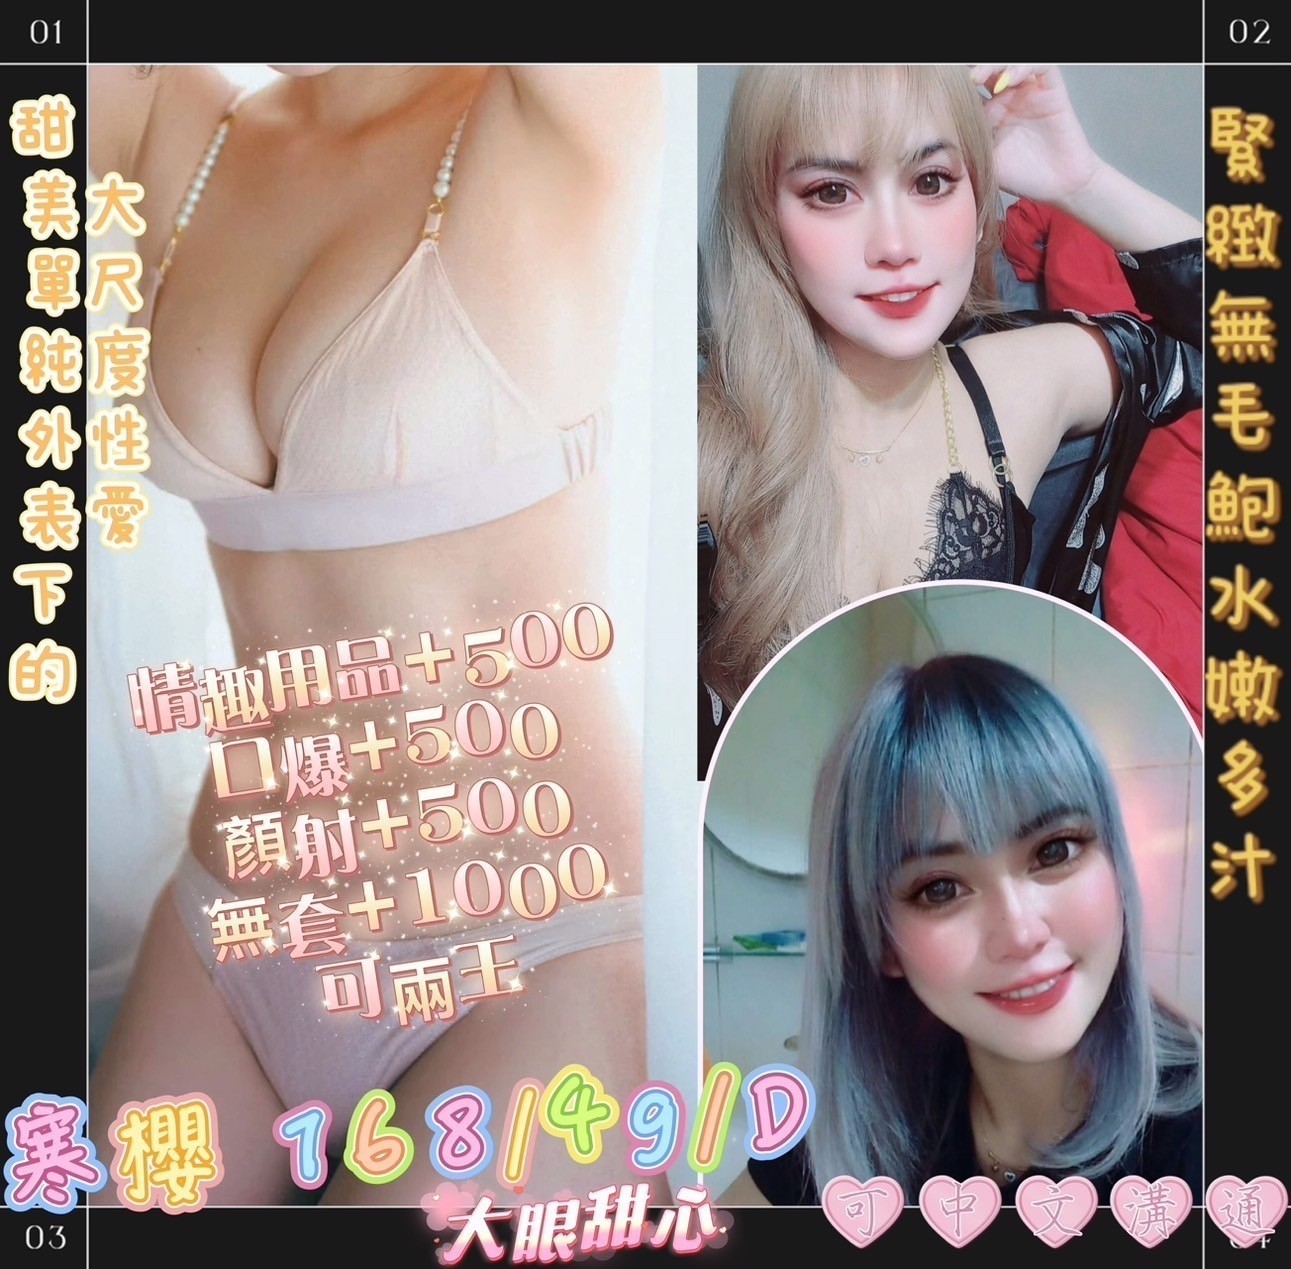 01
02
甜美單純外表下的
大尺度性愛
緊緻無毛鮑水嫩多汁
情趣用品+500
口爆+500
顏射+500
無套+1000
可兩王
寒櫻 168/49/D
大眼甜心
可中文溝通
03
04